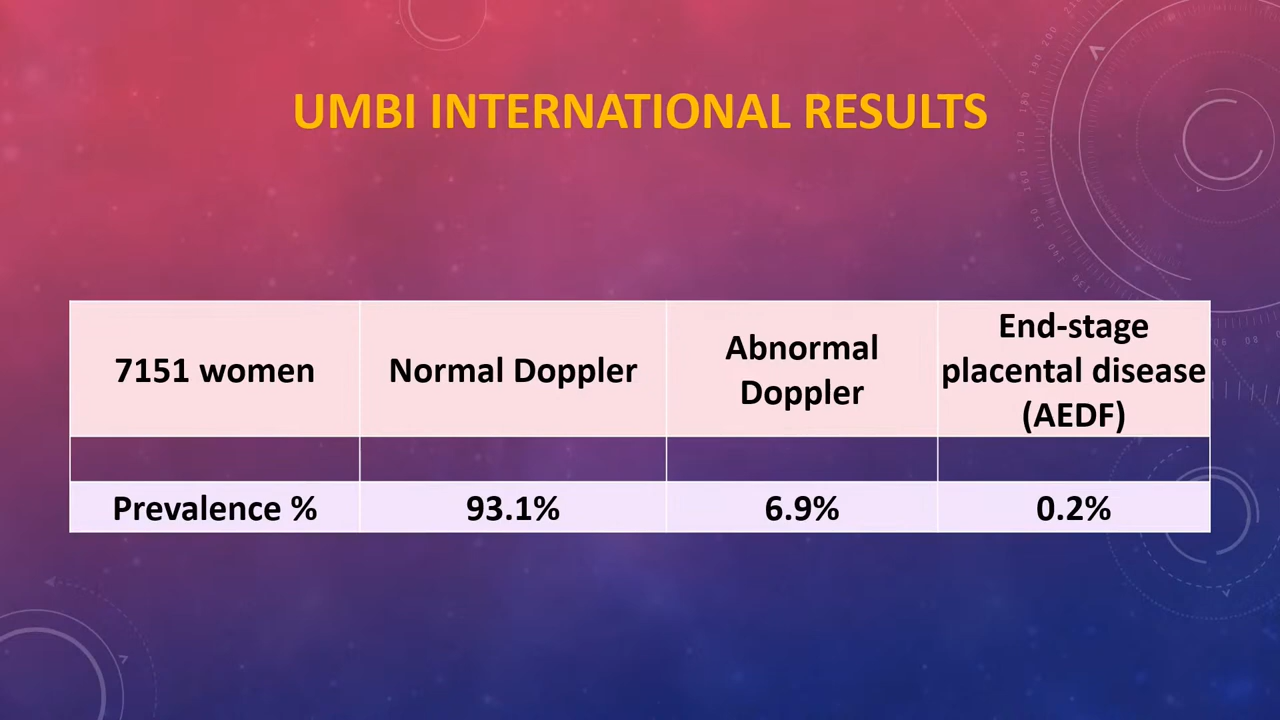 UMBI INTERNATIONAL RESULTS
7151 women
Normal Doppler
Abnormal
Doppler
End-stage
placental disease
(AEDF)
Prevalence %
93.1%
6.9%
0.2%